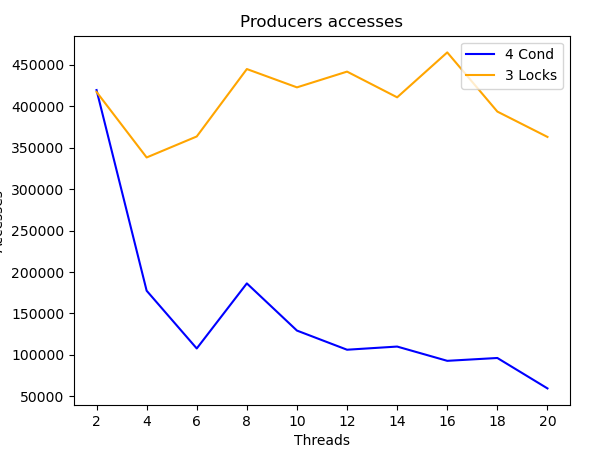 Producers accesses
4 Cond
3 Locks
450000
400000
350000
300000
250000
200000
150000
100000
50000
Accesses
2 4 6 8 10 12 14 16 18 20
Threads